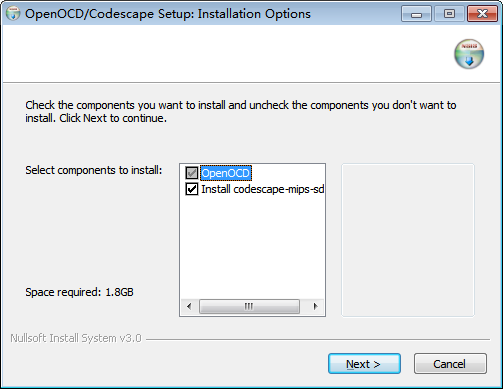 OpenOCD/Codescape Setup: Installation Options
Check the components you want to install and uncheck the components you don't want to
install. Click Next to continue.
Select components to install:
OpenOCD
Install codescape-mips-sd
Space required: 1.8GB
Nullsoft Install System v3.0
Next >
Cancel